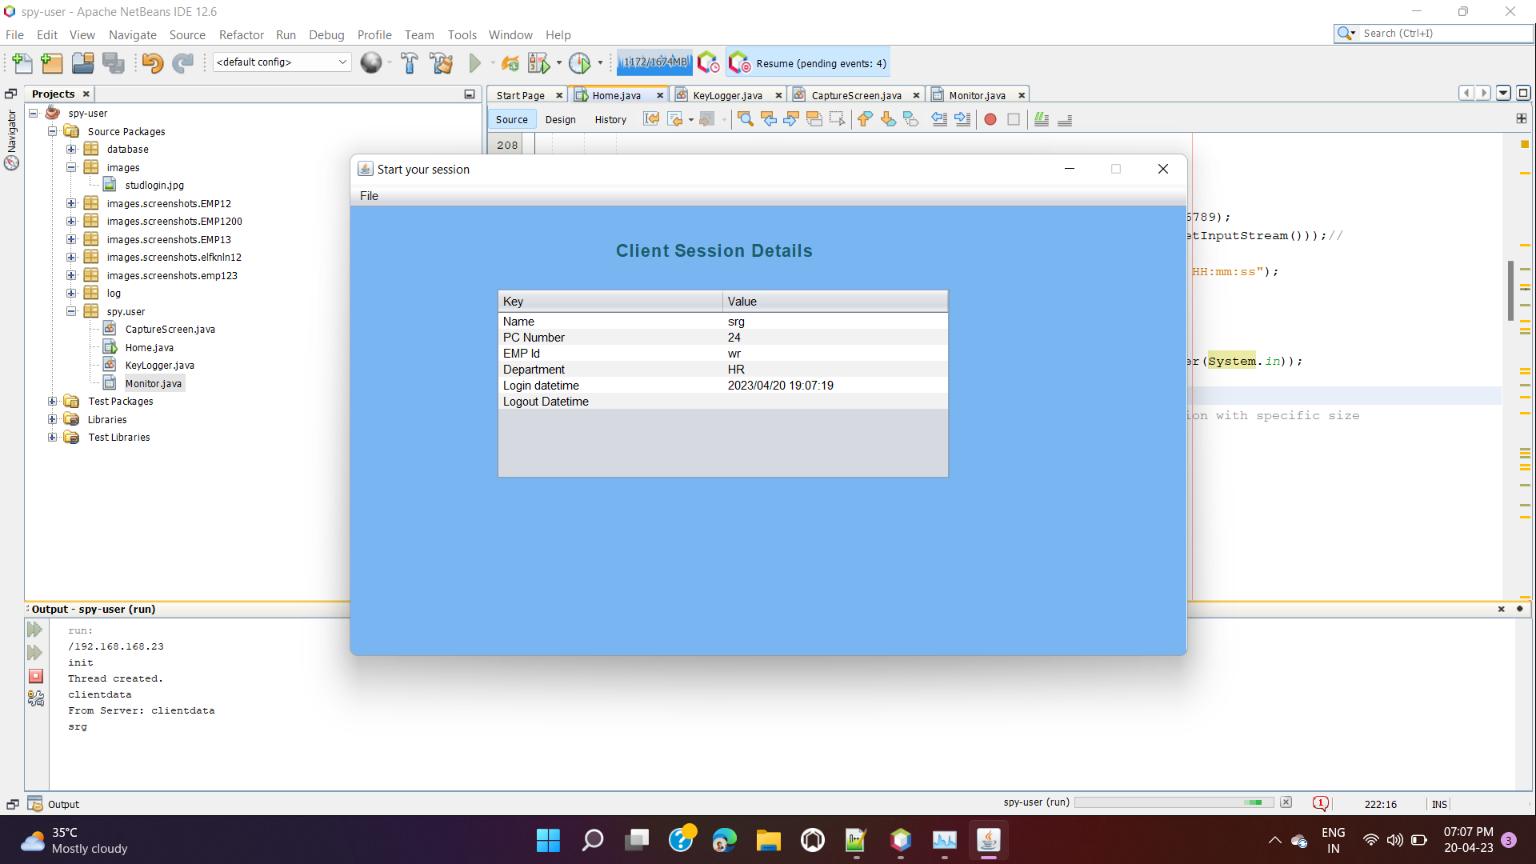 spy-user - Apache NetBeans IDE 12.6
File Edit View Navigate Source Refactor Run Debug Profile Team Tools Window Help
Search (Ctrl+I)
<default config>
1172/1674MB
Resume (pending events: 4)
Projects
Start Page Home.java KeyLogger.java CaptureScreen.java Monitor.java
Navigator
Source Design History
spy-user
Source Packages
database
images
studlogin.jpg
images.screenshots.EMP12
images.screenshots.EMP1200
images.screenshots.EMP13
images.screenshots.elfknln12
images.screenshots.emp123
log
spy.user
CaptureScreen.java
Home.java
KeyLogger.java
Monitor.java
Test Packages
Libraries
Test Libraries
208
789);
etInputStream()));//
HH:mm:ss");
er(System.in));
ion with specific size
Start your session
File
Client Session Details
Key Value
Name srg
PC Number 24
EMP Id wr
Department HR
Login datetime 2023/04/20 19:07:19
Logout Datetime
Output - spy-user (run)
run:
/192.168.168.23
init
Thread created.
clientdata
From Server: clientdata
srg
Output
spy-user (run)
1
222:16
INS
35°C
Mostly cloudy
ENG
IN
07:07 PM
20-04-23
3